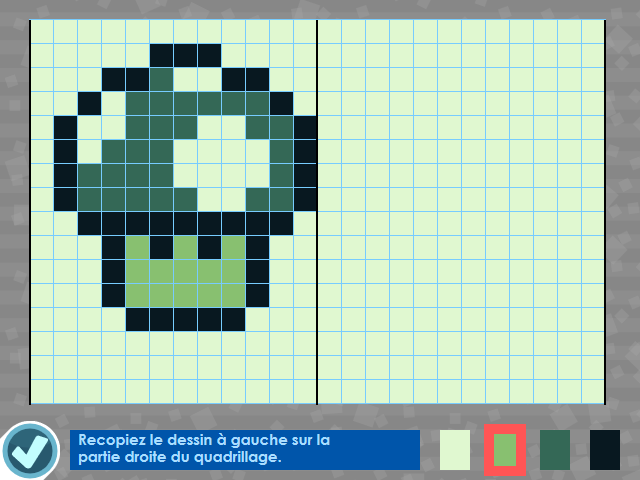 Recopiez le dessin à gauche sur la
partie droite du quadrillage.